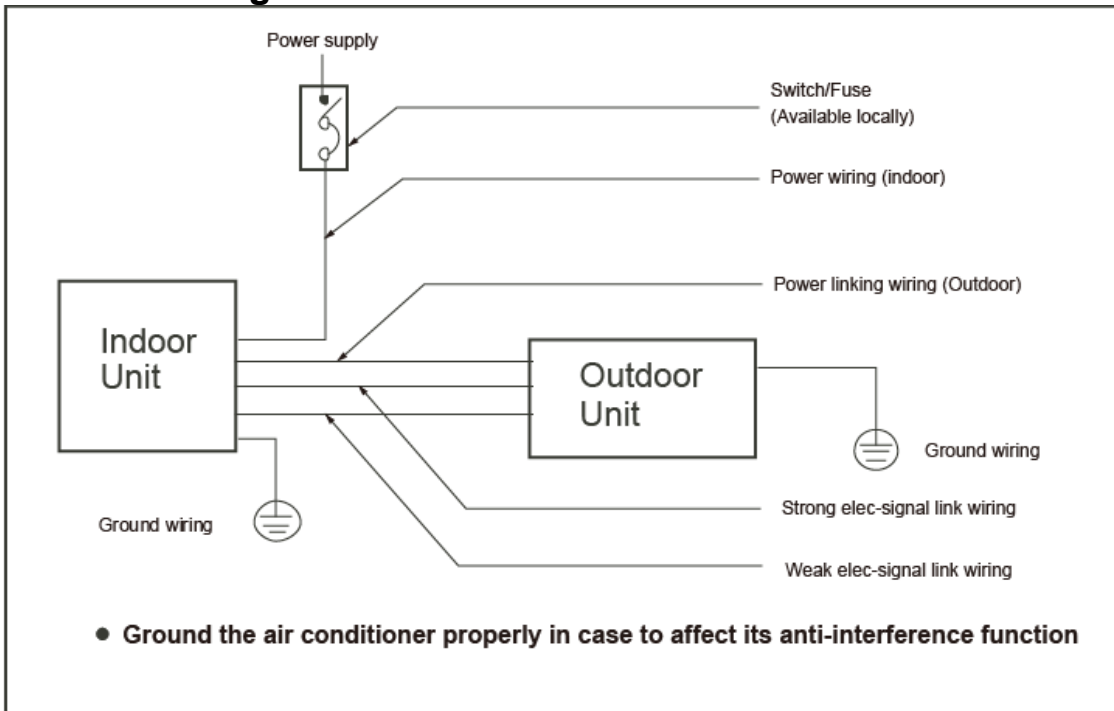 Power supply
Switch/Fuse
(Available locally)
Power wiring (indoor)
Power linking wiring (Outdoor)
Indoor
Unit
Outdoor
Unit
Ground wiring
Strong elec-signal link wiring
Ground wiring
Weak elec-signal link wiring
● Ground the air conditioner properly in case to affect its anti-interference function